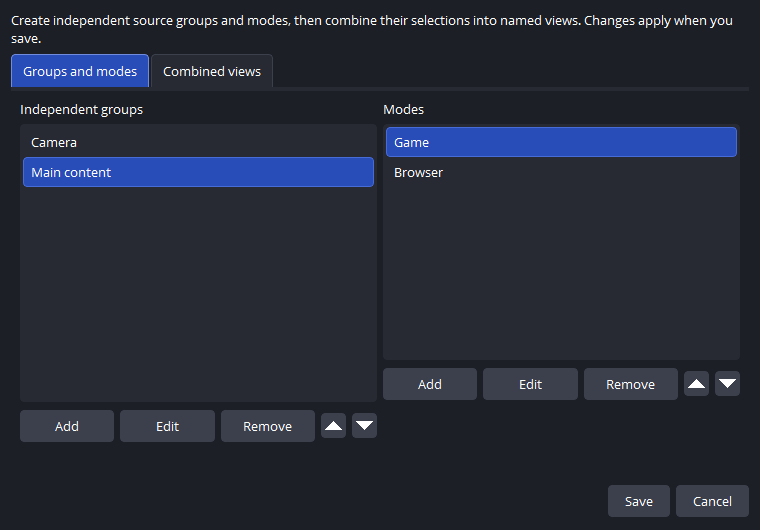 Create independent source groups and modes, then combine their selections into named views. Changes apply when you
save.
Groups and modes
Combined views
Independent groups
Camera
Main content
Add
Edit
Remove
Modes
Game
Browser
Add
Edit
Remove
Save
Cancel